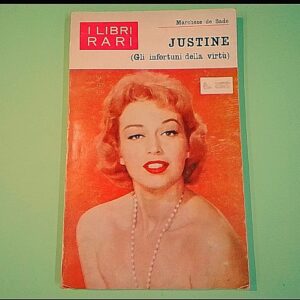 I LIBRI
RARI
Marchese de Sade
JUSTINE
(Gli infortuni della virtù)